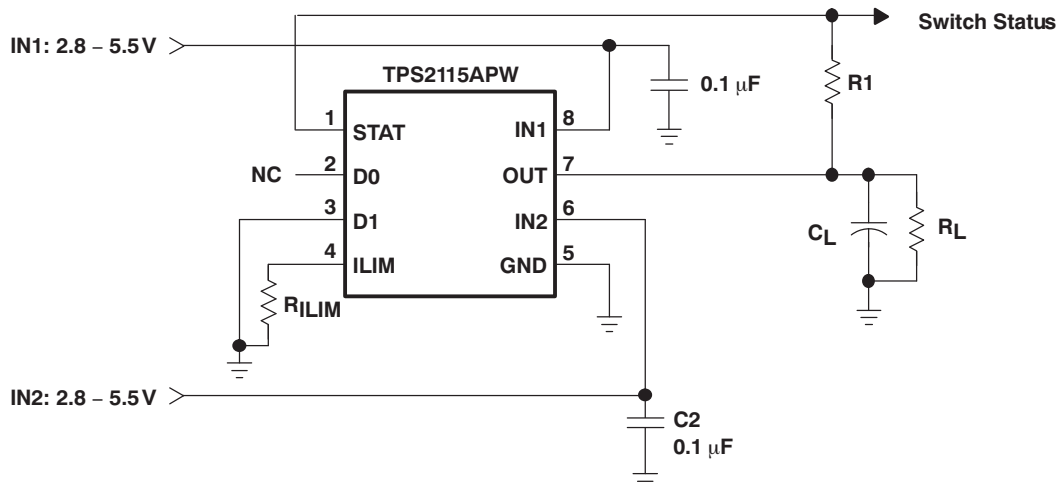 Switch Status
IN1: 2.8 – 5.5V
TPS2115APW
0.1 μF
R1
1
STAT
IN1
8
NC
2
D0
OUT
7
3
D1
IN2
6
CL
RL
4
ILIM
GND
5
RILIM
IN2: 2.8 – 5.5V
C2
0.1 μF